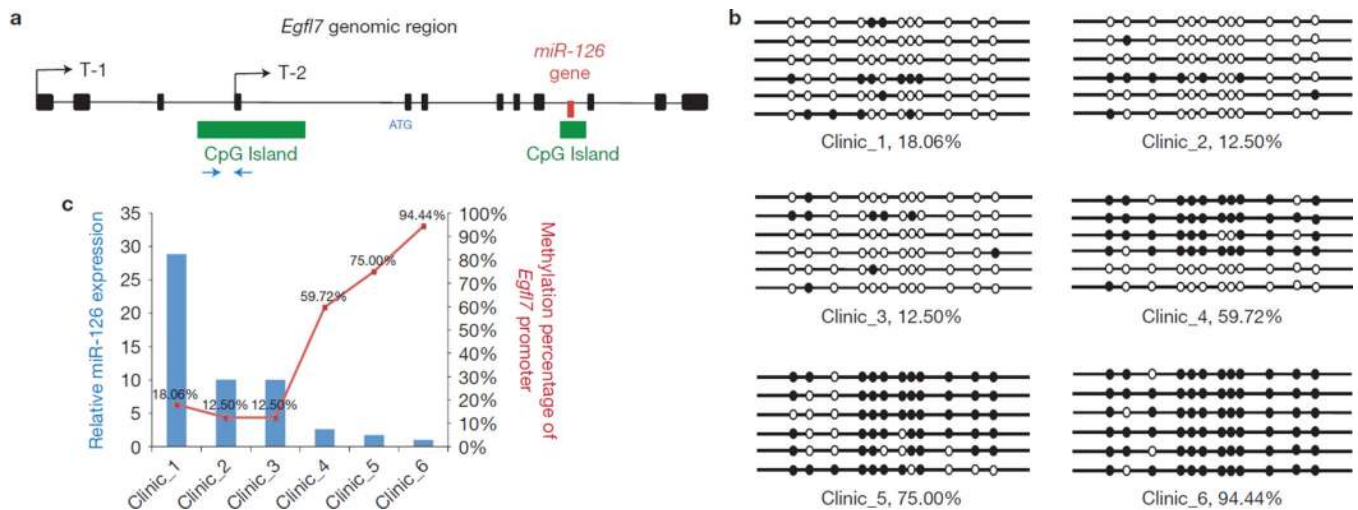 a
Egfl7 genomic region
T-1
T-2
miR-126
gene
ATG
CpG Island
CpG Island
b
Clinic_1, 18.06%
Clinic_2, 12.50%
Clinic_3, 12.50%
Clinic_4, 59.72%
Clinic_5, 75.00%
Clinic_6, 94.44%
c
Relative miR-126 expression
35
30
25
20
15
10
5
0
18.06%
12.50%
12.50%
59.72%
75.00%
94.44%
100%
90%
80%
70%
60%
50%
40%
30%
20%
10%
0%
Methylation percentage of
Egfl7 promoter
Clinic_1
Clinic_2
Clinic_3
Clinic_4
Clinic_5
Clinic_6